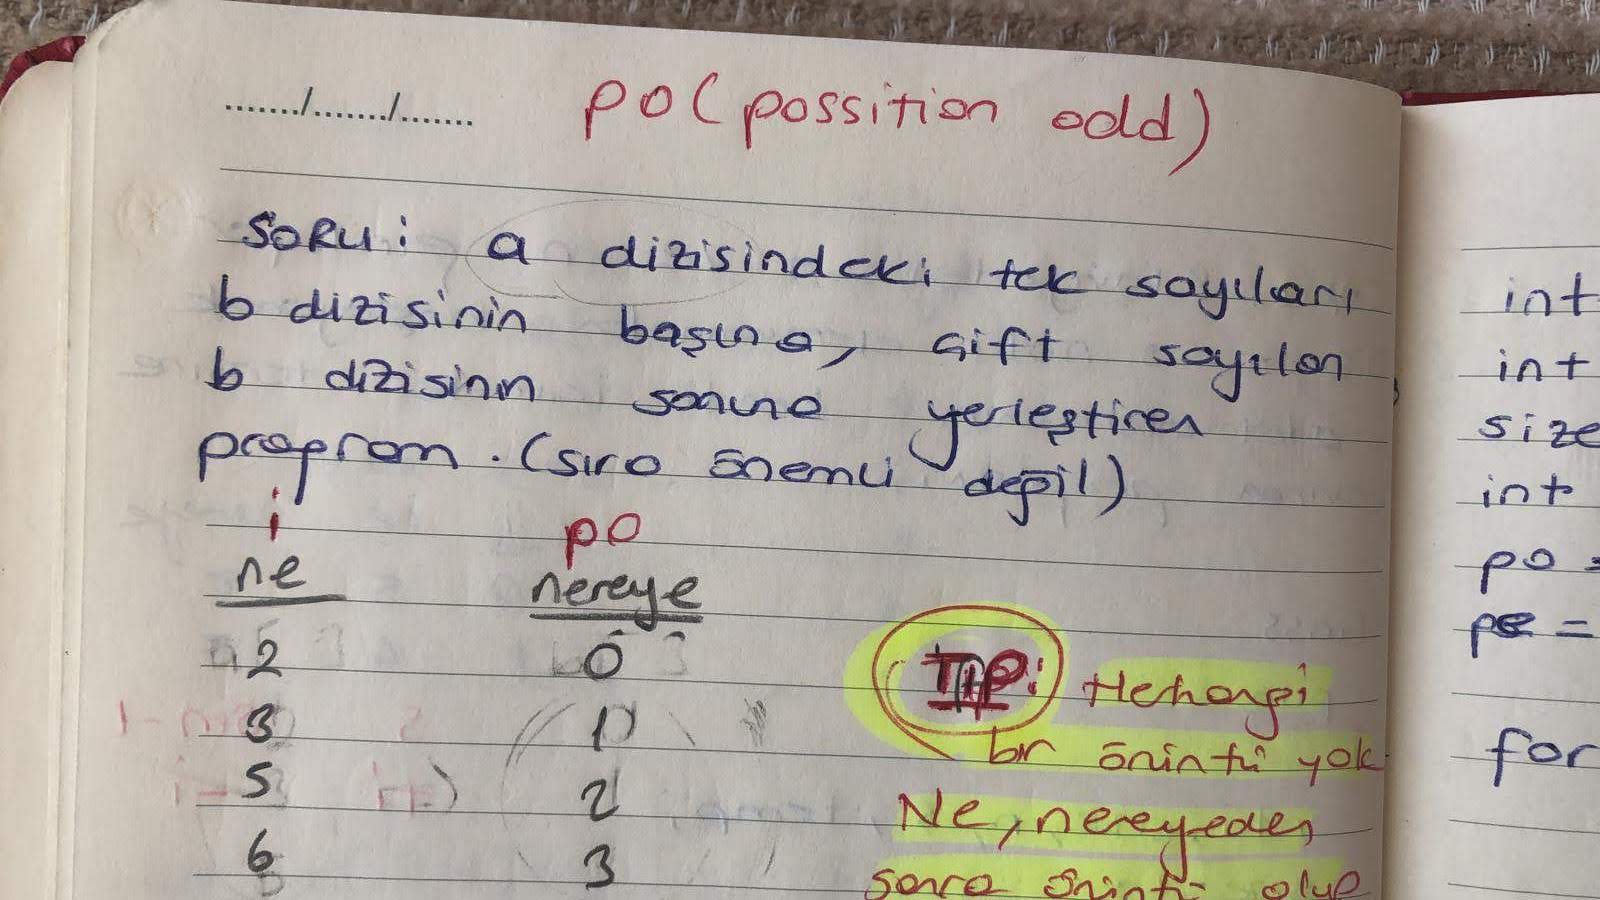 ......./......./.......
po (possition odd)
SORU: a dizisindeki tek sayıları
b dizisinin başına, çift sayıları
b dizisinin sonuna yerleştiren
program. (sıra önemli değil)
i po
ne nereye
2 0
3 1
5 2
6 3
TIP: Herhangi
bir örüntü yok
Ne, nereyeden
sonra örüntü olup
int
int
size
int
po =
pe =
for